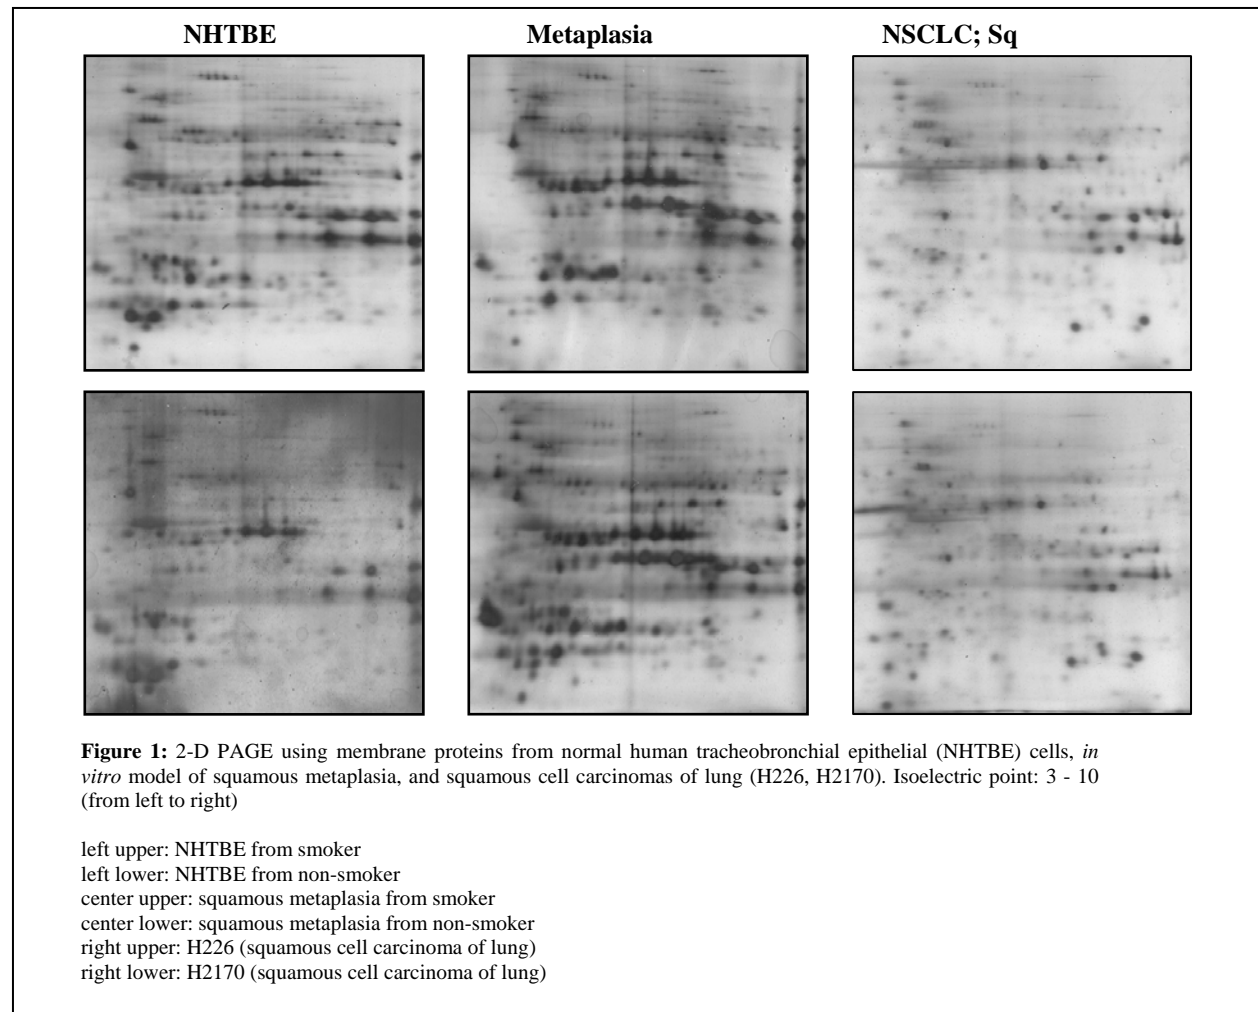 NHTBE
Metaplasia
NSCLC; Sq
Figure 1: 2-D PAGE using membrane proteins from normal human tracheobronchial epithelial (NHTBE) cells, in
vitro model of squamous metaplasia, and squamous cell carcinomas of lung (H226, H2170). Isoelectric point: 3 - 10
(from left to right)
left upper: NHTBE from smoker
left lower: NHTBE from non-smoker
center upper: squamous metaplasia from smoker
center lower: squamous metaplasia from non-smoker
right upper: H226 (squamous cell carcinoma of lung)
right lower: H2170 (squamous cell carcinoma of lung)